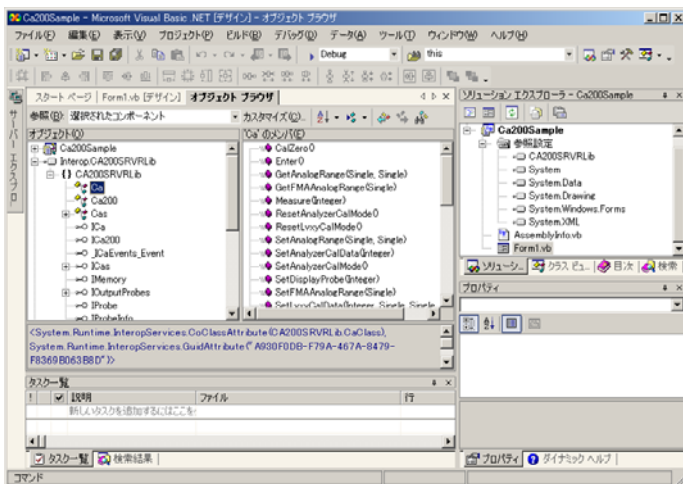 Ca200Sample - Microsoft Visual Basic .NET [デザイン] - オブジェクト ブラウザ
ファイル(F) 編集(E) 表示(V) プロジェクト(P) ビルド(B) デバッグ(D) データ(A) ツール(T) ウィンドウ(W) ヘルプ(H)
Debug this
スタート ページ Form1.vb [デザイン] オブジェクト ブラウザ
参照(B): 選択されたコンポーネント カスタマイズ(Z)...
オブジェクト(O) 'Ca' のメンバ(E)
Ca200Sample
Interop.CA200SRVRLib
{} CA200SRVRLib
Ca
Ca200
Cas
ICa
ICa200
_ICaEvents_Event
ICas
IMemory
IOutputProbes
IProbe
IProbeInfo
CalZero()
Enter()
GetAnalogRange(Single, Single)
GetFMAAnalogRange(Single)
Measure(Integer)
ResetAnalyzerCalMode()
ResetLvxyCalMode()
SetAnalogRange(Single, Single)
SetAnalyzerCalData(Integer)
SetAnalyzerCalMode()
SetDisplayProbe(Integer)
SetFMAAnalogRange(Single)
SetLvxyCalData(Integer, Single, Single
<System.Runtime.InteropServices.CoClassAttribute(CA200SRVRLib.CaClass),
System.Runtime.InteropServices.GuidAttribute("A930F0DB-F79A-467A-8479-
F8369B063B8D")>
サーバー エクスプロ
ソリューション エクスプローラ - Ca200Sample
Ca200Sample
参照設定
CA200SRVRLib
System
System.Data
System.Drawing
System.Windows.Forms
System.XML
AssemblyInfo.vb
Form1.vb
ソリューシ... クラス ビュ... 目次 検索
プロパティ
タスク一覧
! 説明 ファイル 行
新しいタスクを追加するにはここを
タスク一覧 検索結果
プロパティ ダイナミック ヘルプ
コマンド